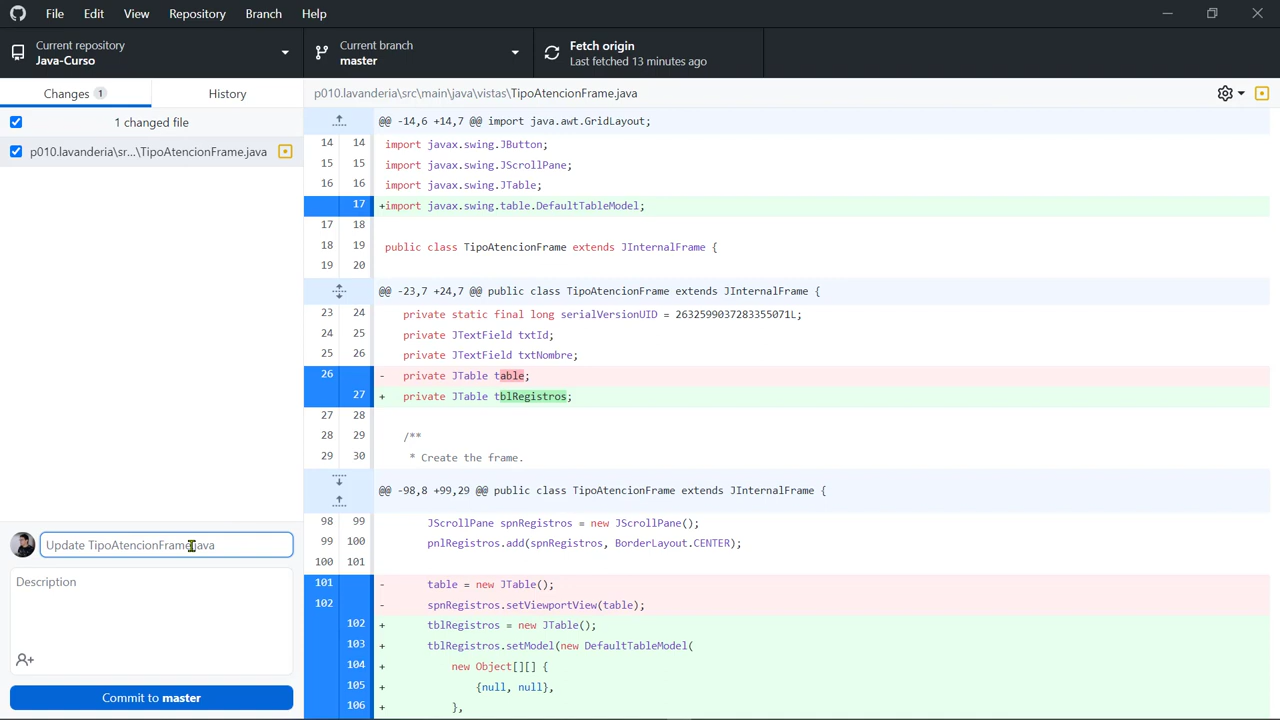 File Edit View Repository Branch Help
Current repository
Java-Curso
Current branch
master
Fetch origin
Last fetched 13 minutes ago
Changes 1
History
p010.lavanderia\src\main\java\vistas\TipoAtencionFrame.java
1 changed file
p010.lavanderia\sr...\TipoAtencionFrame.java
@@ -14,6 +14,7 @@ import java.awt.GridLayout;
14 14 import javax.swing.JButton;
15 15 import javax.swing.JScrollPane;
16 16 import javax.swing.JTable;
17 +import javax.swing.table.DefaultTableModel;
17 18
18 19 public class TipoAtencionFrame extends JInternalFrame {
19 20
@@ -23,7 +24,7 @@ public class TipoAtencionFrame extends JInternalFrame {
23 24 private static final long serialVersionUID = 2632599037283355071L;
24 25 private JTextField txtId;
25 26 private JTextField txtNombre;
26 - private JTable table;
27 + private JTable tblRegistros;
27 28
28 29 /**
29 30 * Create the frame.
@@ -98,8 +99,29 @@ public class TipoAtencionFrame extends JInternalFrame {
98 99 JScrollPane spnRegistros = new JScrollPane();
99 100 pnlRegistros.add(spnRegistros, BorderLayout.CENTER);
100 101
101 - table = new JTable();
102 - spnRegistros.setViewportView(table);
102 + tblRegistros = new JTable();
103 + tblRegistros.setModel(new DefaultTableModel(
104 + new Object[][] {
105 + {null, null},
106 + },
Update TipoAtencionFrame.java
Description
Commit to master